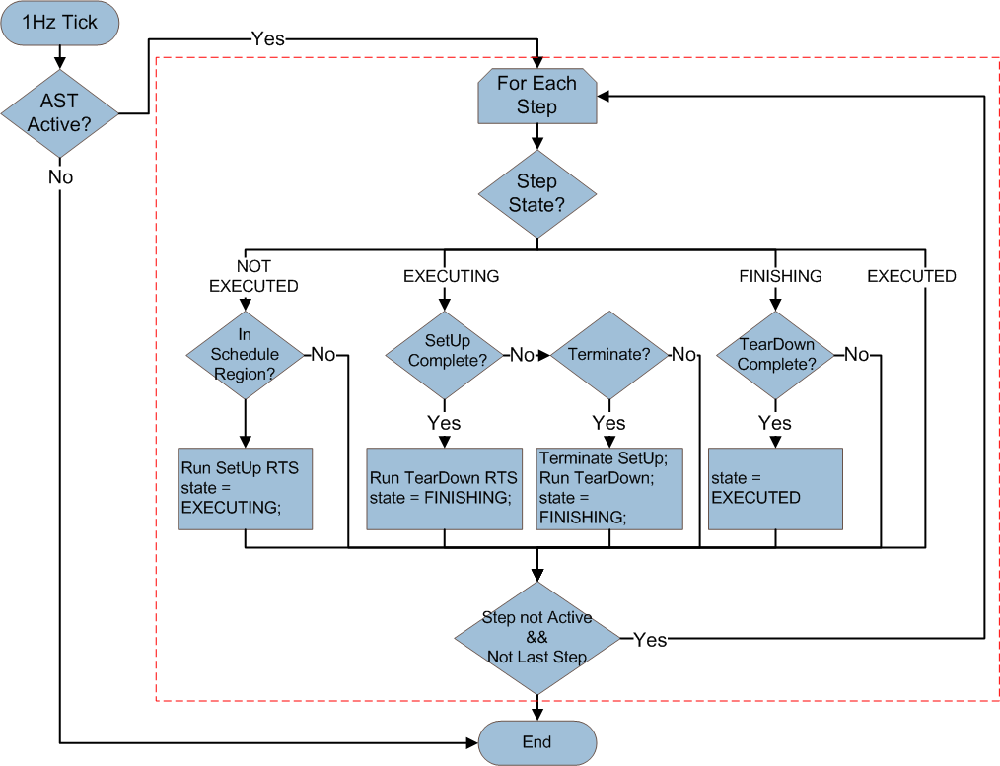 1Hz Tick
Yes
AST
Active?
No
For Each
Step
Step
State?
NOT
EXECUTED
EXECUTING
FINISHING
EXECUTED
In
Schedule
Region?
No
SetUp
Complete?
No
Terminate?
No
TearDown
Complete?
No
Yes
Yes
Yes
Run SetUp RTS
state =
EXECUTING;
Run TearDown RTS
state = FINISHING;
Terminate SetUp;
Run TearDown;
state =
FINISHING;
state =
EXECUTED
Step not Active
&&
Not Last Step
Yes
End